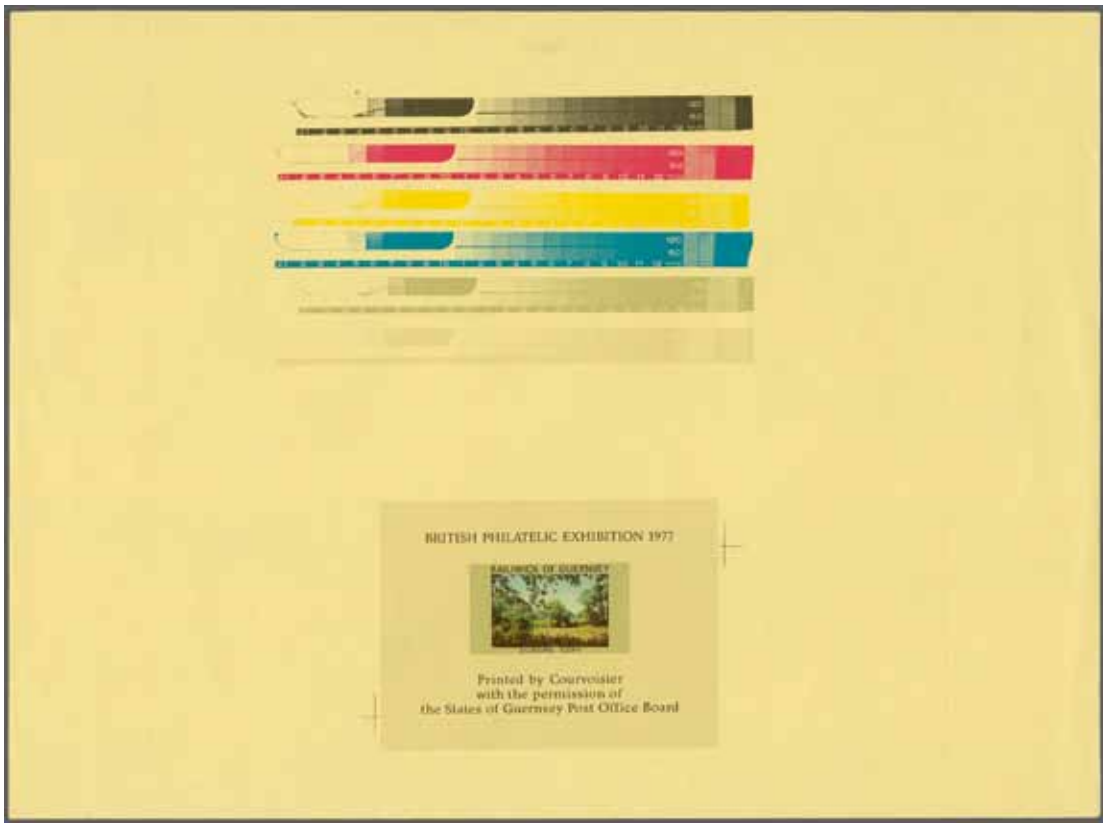 BRITISH PHILATELIC EXHIBITION 1977
BAILIWICK OF GUERNSEY
Printed by Courvoisier
with the permission of
the States of Guernsey Post Office Board